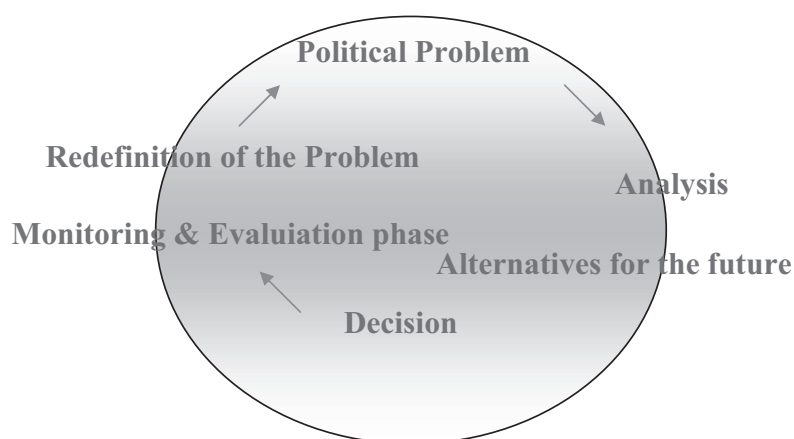 Political Problem
Redefinition of the Problem
Analysis
Monitoring & Evaluiation phase
Alternatives for the future
Decision